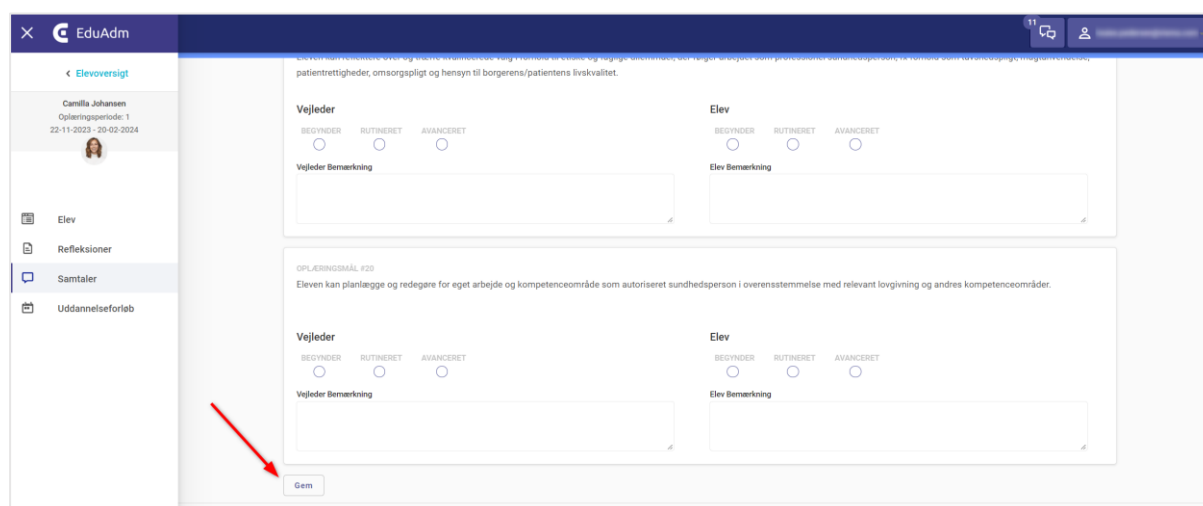 EduAdm
11
Elevoversigt
Camilla Johansen
Oplæringsperiode: 1
22-11-2023 - 20-02-2024
Elev
Refleksioner
Samtaler
Uddannelseforløb
patientrettigheder, omsorgspligt og hensyn til borgerens/patientens livskvalitet.
Vejleder
Elev
BEGYNDER RUTINERET AVANCERET
BEGYNDER RUTINERET AVANCERET
Vejleder Bemærkning
Elev Bemærkning
OPLÆRINGSMÅL #20
Eleven kan planlægge og redegøre for eget arbejde og kompetenceområde som autoriseret sundhedsperson i overensstemmelse med relevant lovgivning og andres kompetenceområder.
Vejleder
Elev
BEGYNDER RUTINERET AVANCERET
BEGYNDER RUTINERET AVANCERET
Vejleder Bemærkning
Elev Bemærkning
Gem